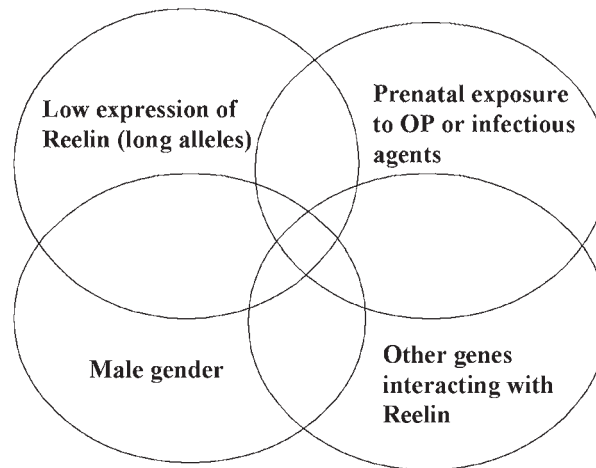 Low expression of
Reelin (long alleles)
Prenatal exposure
to OP or infectious
agents
Male gender
Other genes
interacting with
Reelin